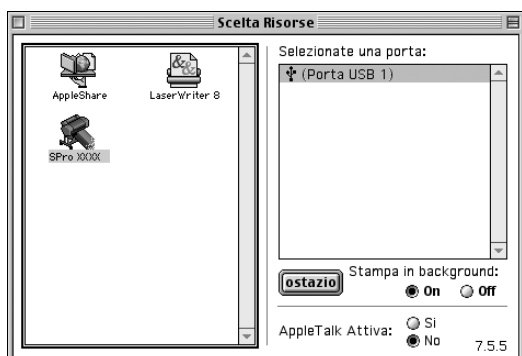 Scelta Risorse
AppleShare
LaserWriter 8
SPro XXXX
Selezionate una porta:
(Porta USB 1)
ostazio
Stampa in background:
On
Off
AppleTalk Attiva:
Si
No
7.5.5